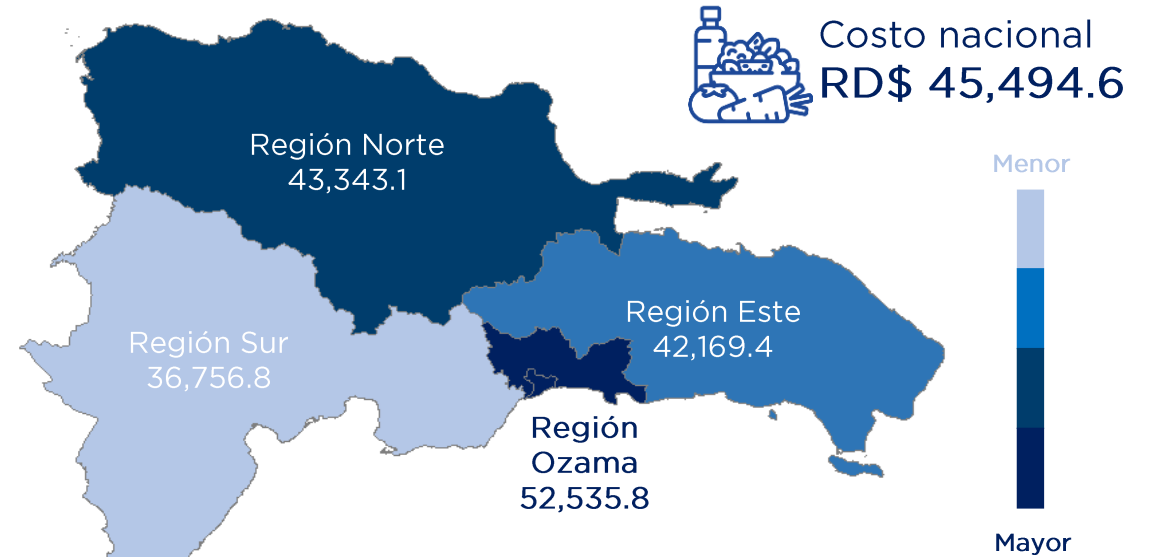 Costo nacional
RD$ 45,494.6
Región Norte
43,343.1
Menor
Región Este
42,169.4
Región Sur
36,756.8
Región
Ozama
52,535.8
Mayor